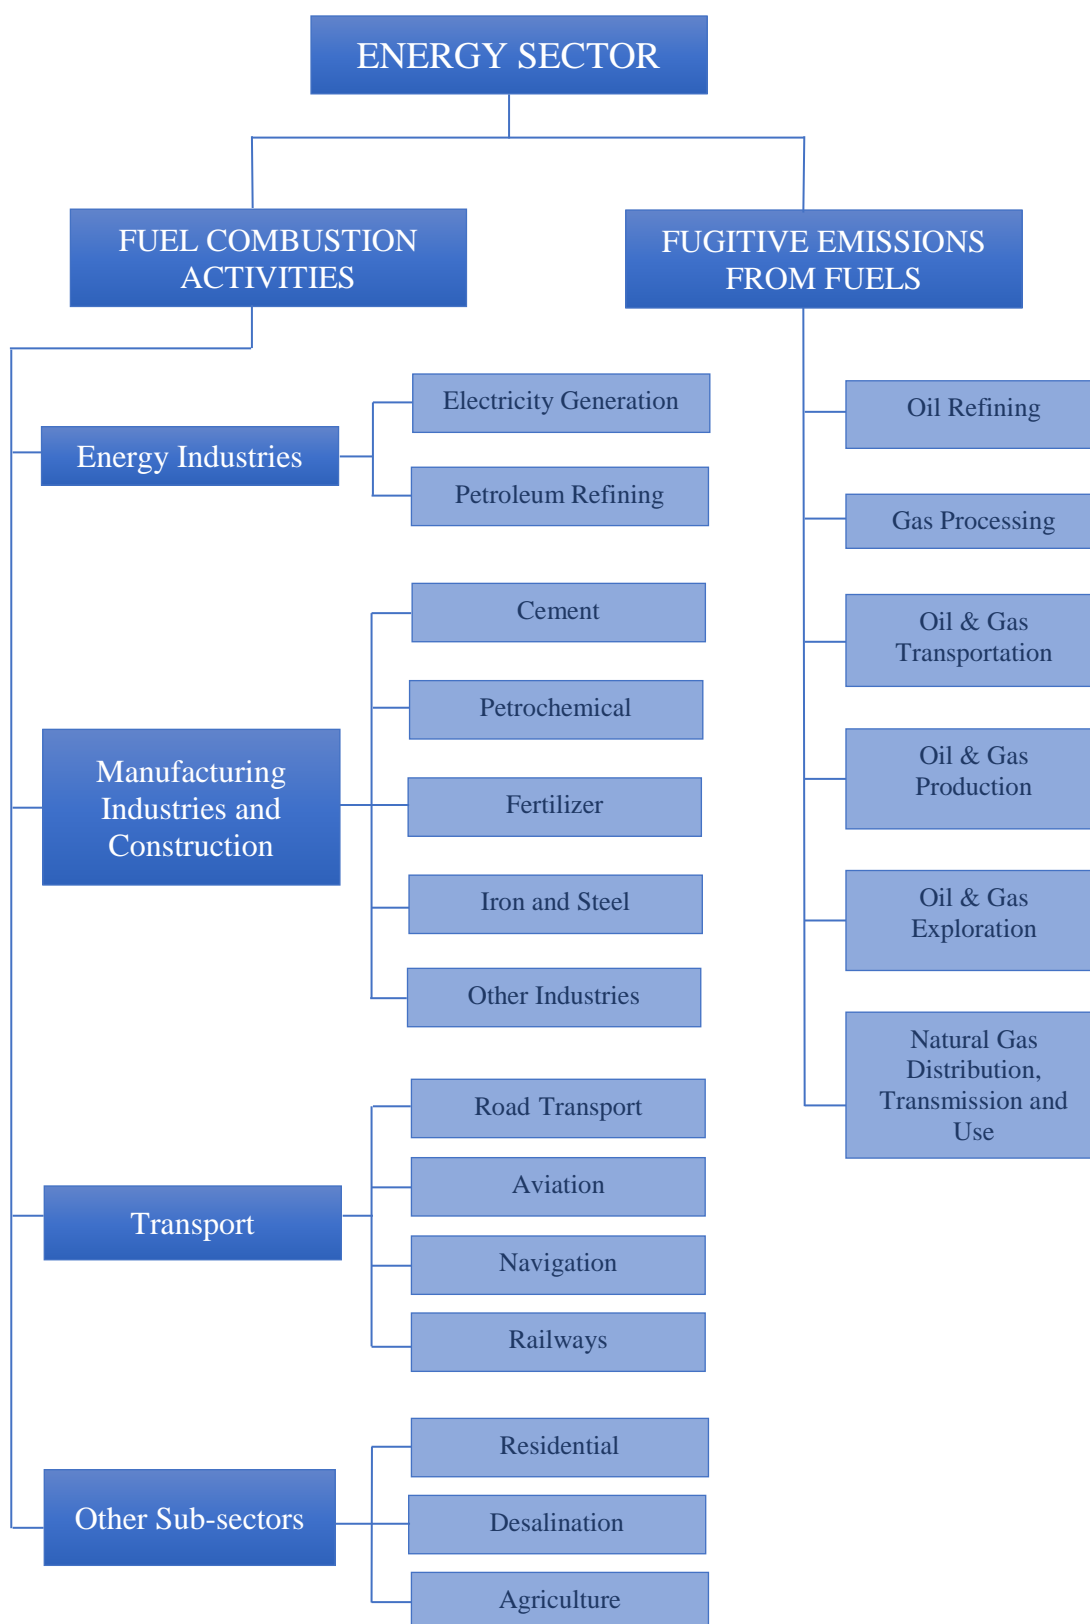 ENERGY SECTOR
FUEL COMBUSTION
ACTIVITIES
FUGITIVE EMISSIONS
FROM FUELS
Energy Industries
Electricity Generation
Petroleum Refining
Manufacturing
Industries and
Construction
Cement
Petrochemical
Fertilizer
Iron and Steel
Other Industries
Transport
Road Transport
Aviation
Navigation
Railways
Other Sub-sectors
Residential
Desalination
Agriculture
Oil Refining
Gas Processing
Oil & Gas
Transportation
Oil & Gas
Production
Oil & Gas
Exploration
Natural Gas
Distribution,
Transmission and
Use